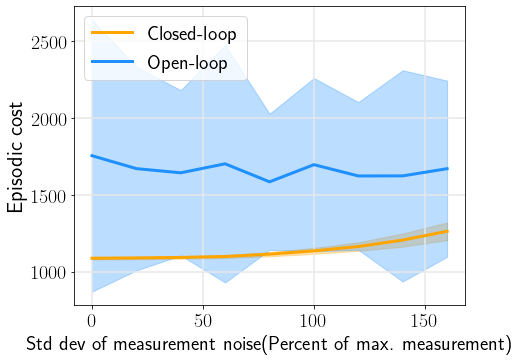 Closed-loop
Open-loop
Episodic cost
2500
2000
1500
1000
0 50 100 150
Std dev of measurement noise(Percent of max. measurement)